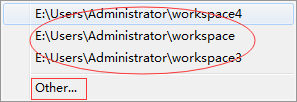 E:\Users\Administrator\workspace4
E:\Users\Administrator\workspace
E:\Users\Administrator\workspace3
Other...